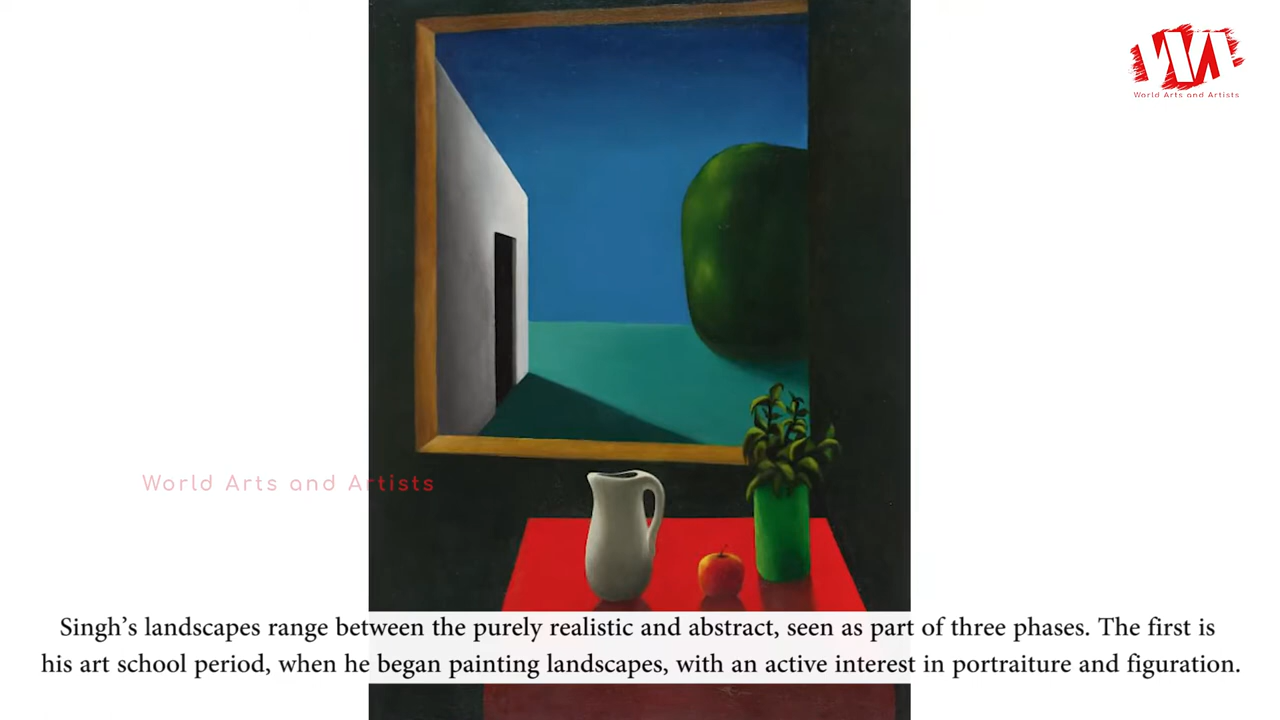 World Arts and Artists
World Arts and Artists
Singh’s landscapes range between the purely realistic and abstract, seen as part of three phases. The first is
his art school period, when he began painting landscapes, with an active interest in portraiture and figuration.